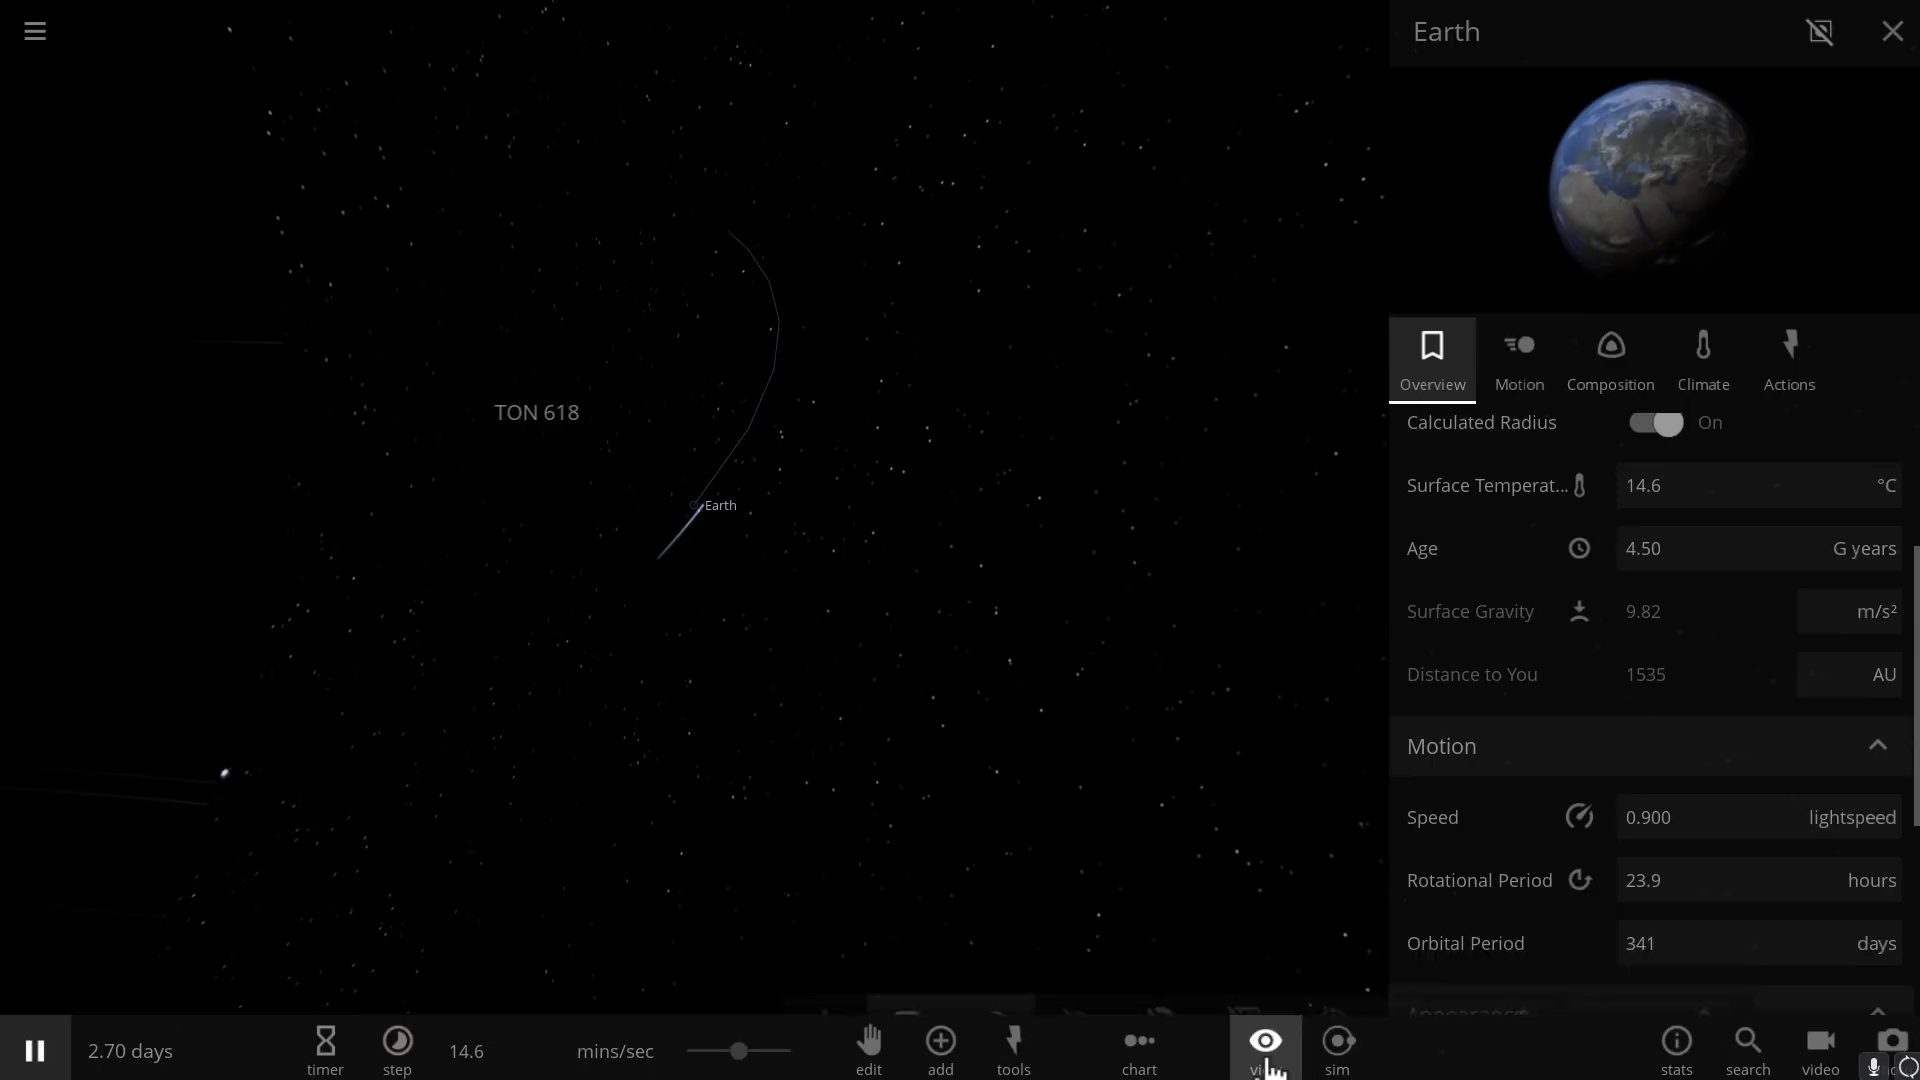 Earth
TON 618
Earth
Overview
Motion
Composition
Climate
Actions
Calculated Radius On
Surface Temperat... 14.6 °C
Age 4.50 G years
Surface Gravity 9.82 m/s²
Distance to You 1535 AU
Motion
Speed 0.900 lightspeed
Rotational Period 23.9 hours
Orbital Period 341 days
Appearance
2.70 days
timer
step
14.6 mins/sec
edit
add
tools
chart
sim
stats
search
video